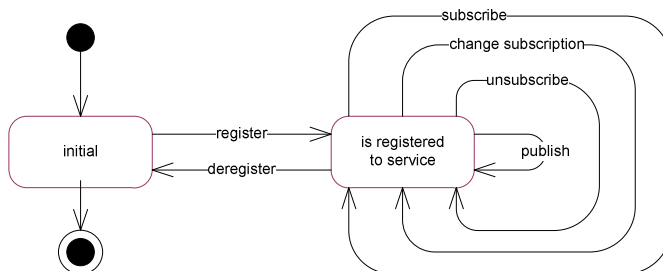 subscribe
change subscription
unsubscribe
register
initial
is registered
to service
publish
deregister